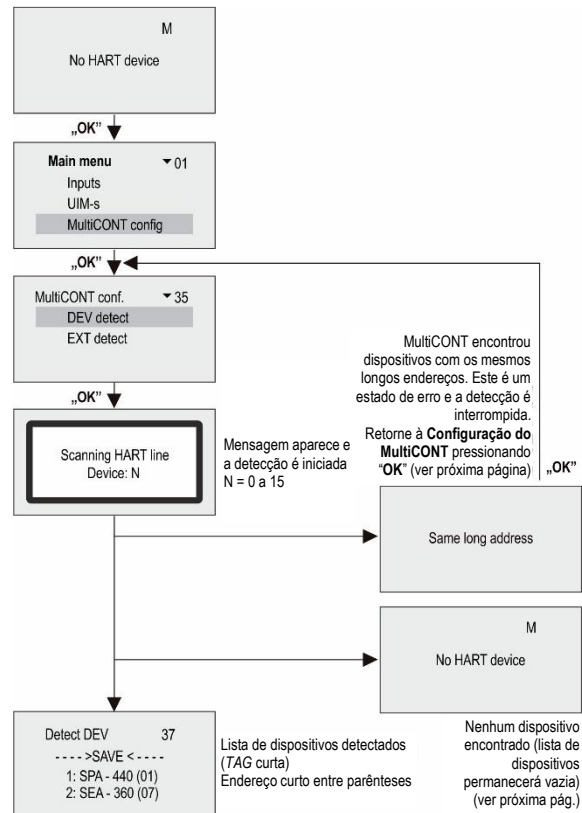 M
No HART device
„OK”
Main menu ▾01
Inputs
UIM-s
MultiCONT config
„OK”
MultiCONT conf. ▾35
DEV detect
EXT detect
„OK”
Scanning HART line
Device: N
Mensagem aparece e
a detecção é iniciada
N = 0 a 15
MultiCONT encontrou
dispositivos com os mesmos
longos endereços. Este é um
estado de erro e a detecção é
interrompida.
Retorne à Configuração do
MultiCONT pressionando
“OK” (ver próxima página)
„OK”
Same long address
M
No HART device
Nenhum dispositivo
encontrado (lista de
dispositivos
permanecerá vazia)
(ver próxima pág.)
Detect DEV 37
- - - - >SAVE < - - - -
1: SPA - 440 (01)
2: SEA - 360 (07)
Lista de dispositivos detectados
(TAG curta)
Endereço curto entre parênteses